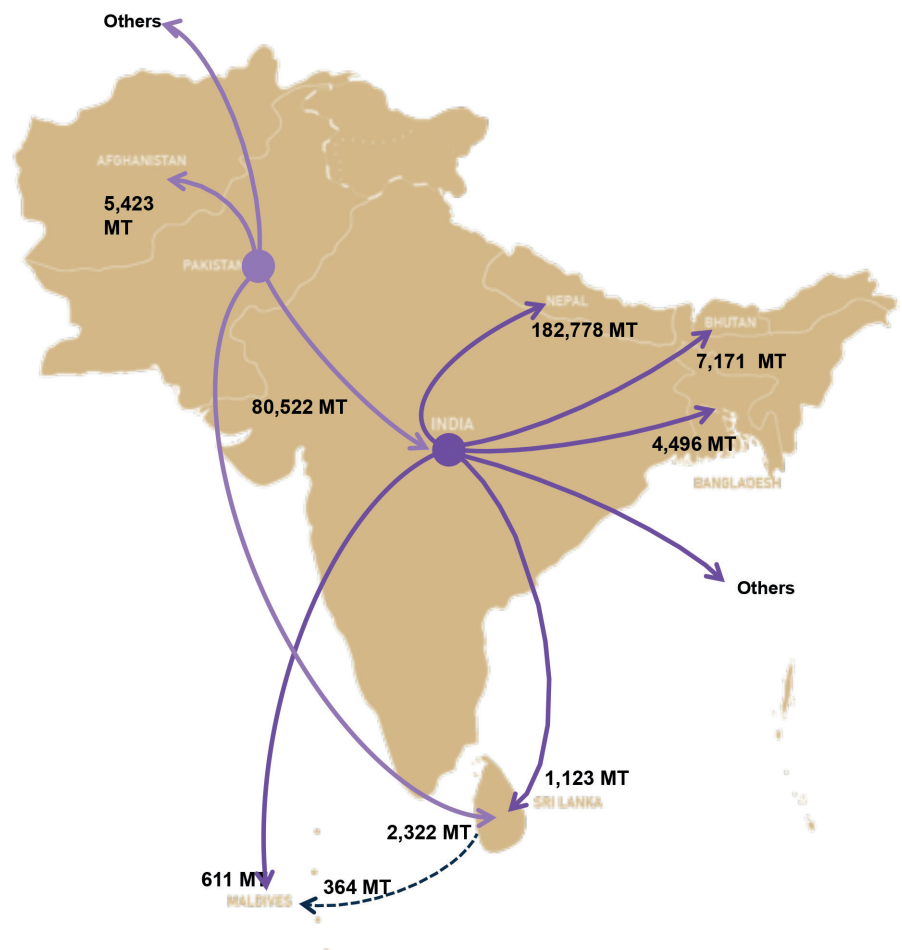 Others
AFGHANISTAN
5,423
MT
PAKISTAN
NEPAL
182,778 MT
BHUTAN
7,171 MT
80,522 MT
INDIA
4,496 MT
BANGLADESH
Others
1,123 MT
SRI LANKA
2,322 MT
611 MT
364 MT
MALDIVES